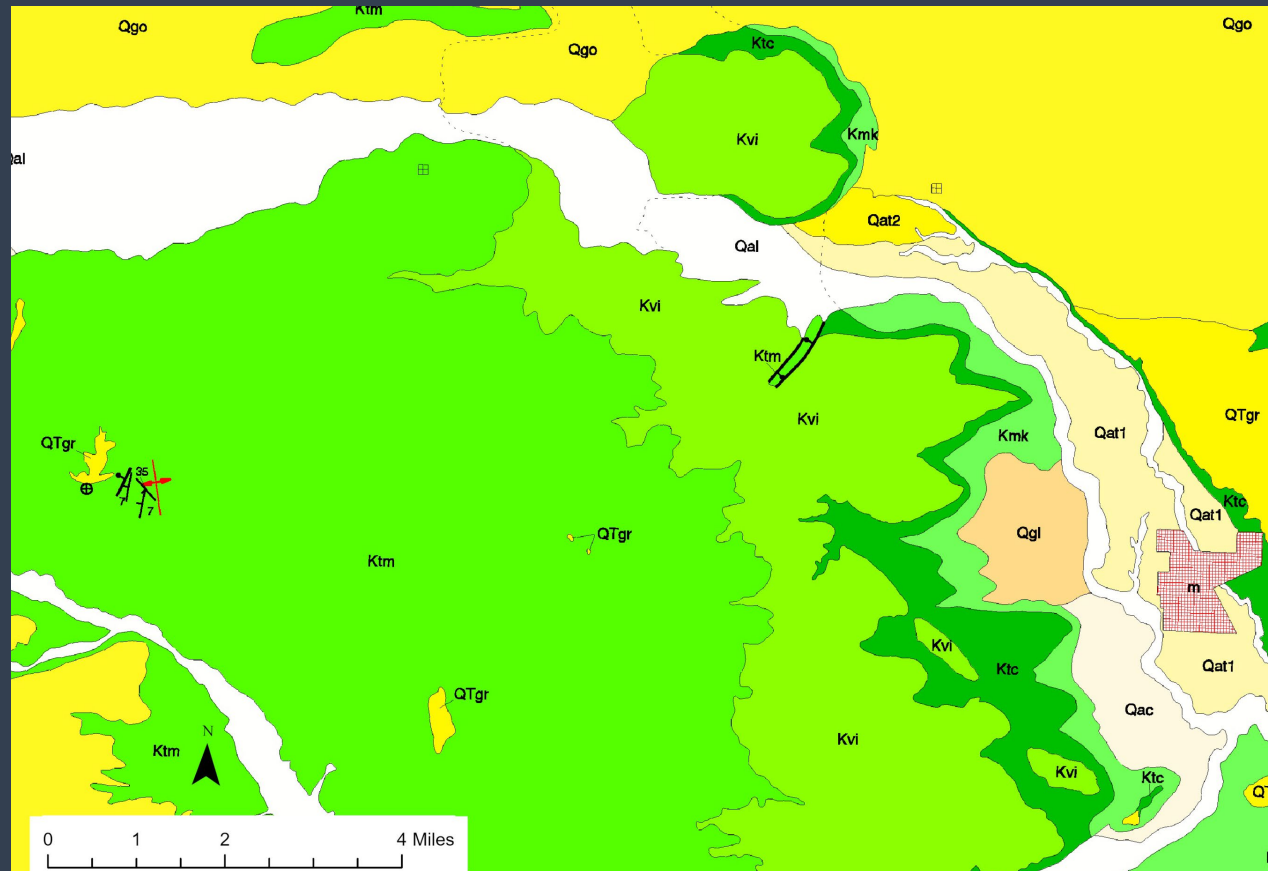 Ktm
Qgo
Qgo
Qgo
Ktc
Kmk
Kvi
Qat2
Qal
Kvi
Ktm
Kvi
Kmk
Qat1
QTgr
QTgr
35
7
7
Ktc
Qat1
Qgl
QTgr
Ktm
m
Kvi
Ktc
Qat1
QTgr
Qac
N
Ktm
Kvi
Kvi
Ktc
0 1 2 4 Miles